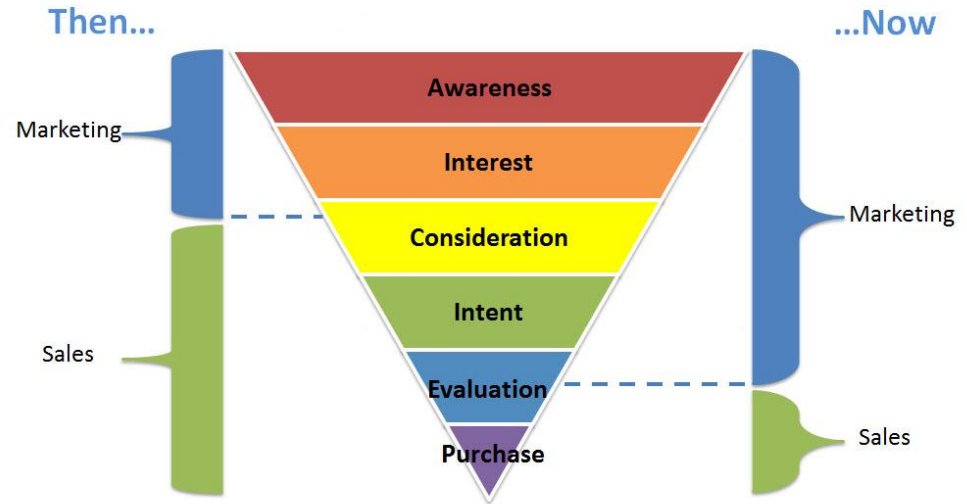 Then...
...Now
Awareness
Marketing
Interest
Consideration
Marketing
Intent
Sales
Evaluation
Sales
Purchase